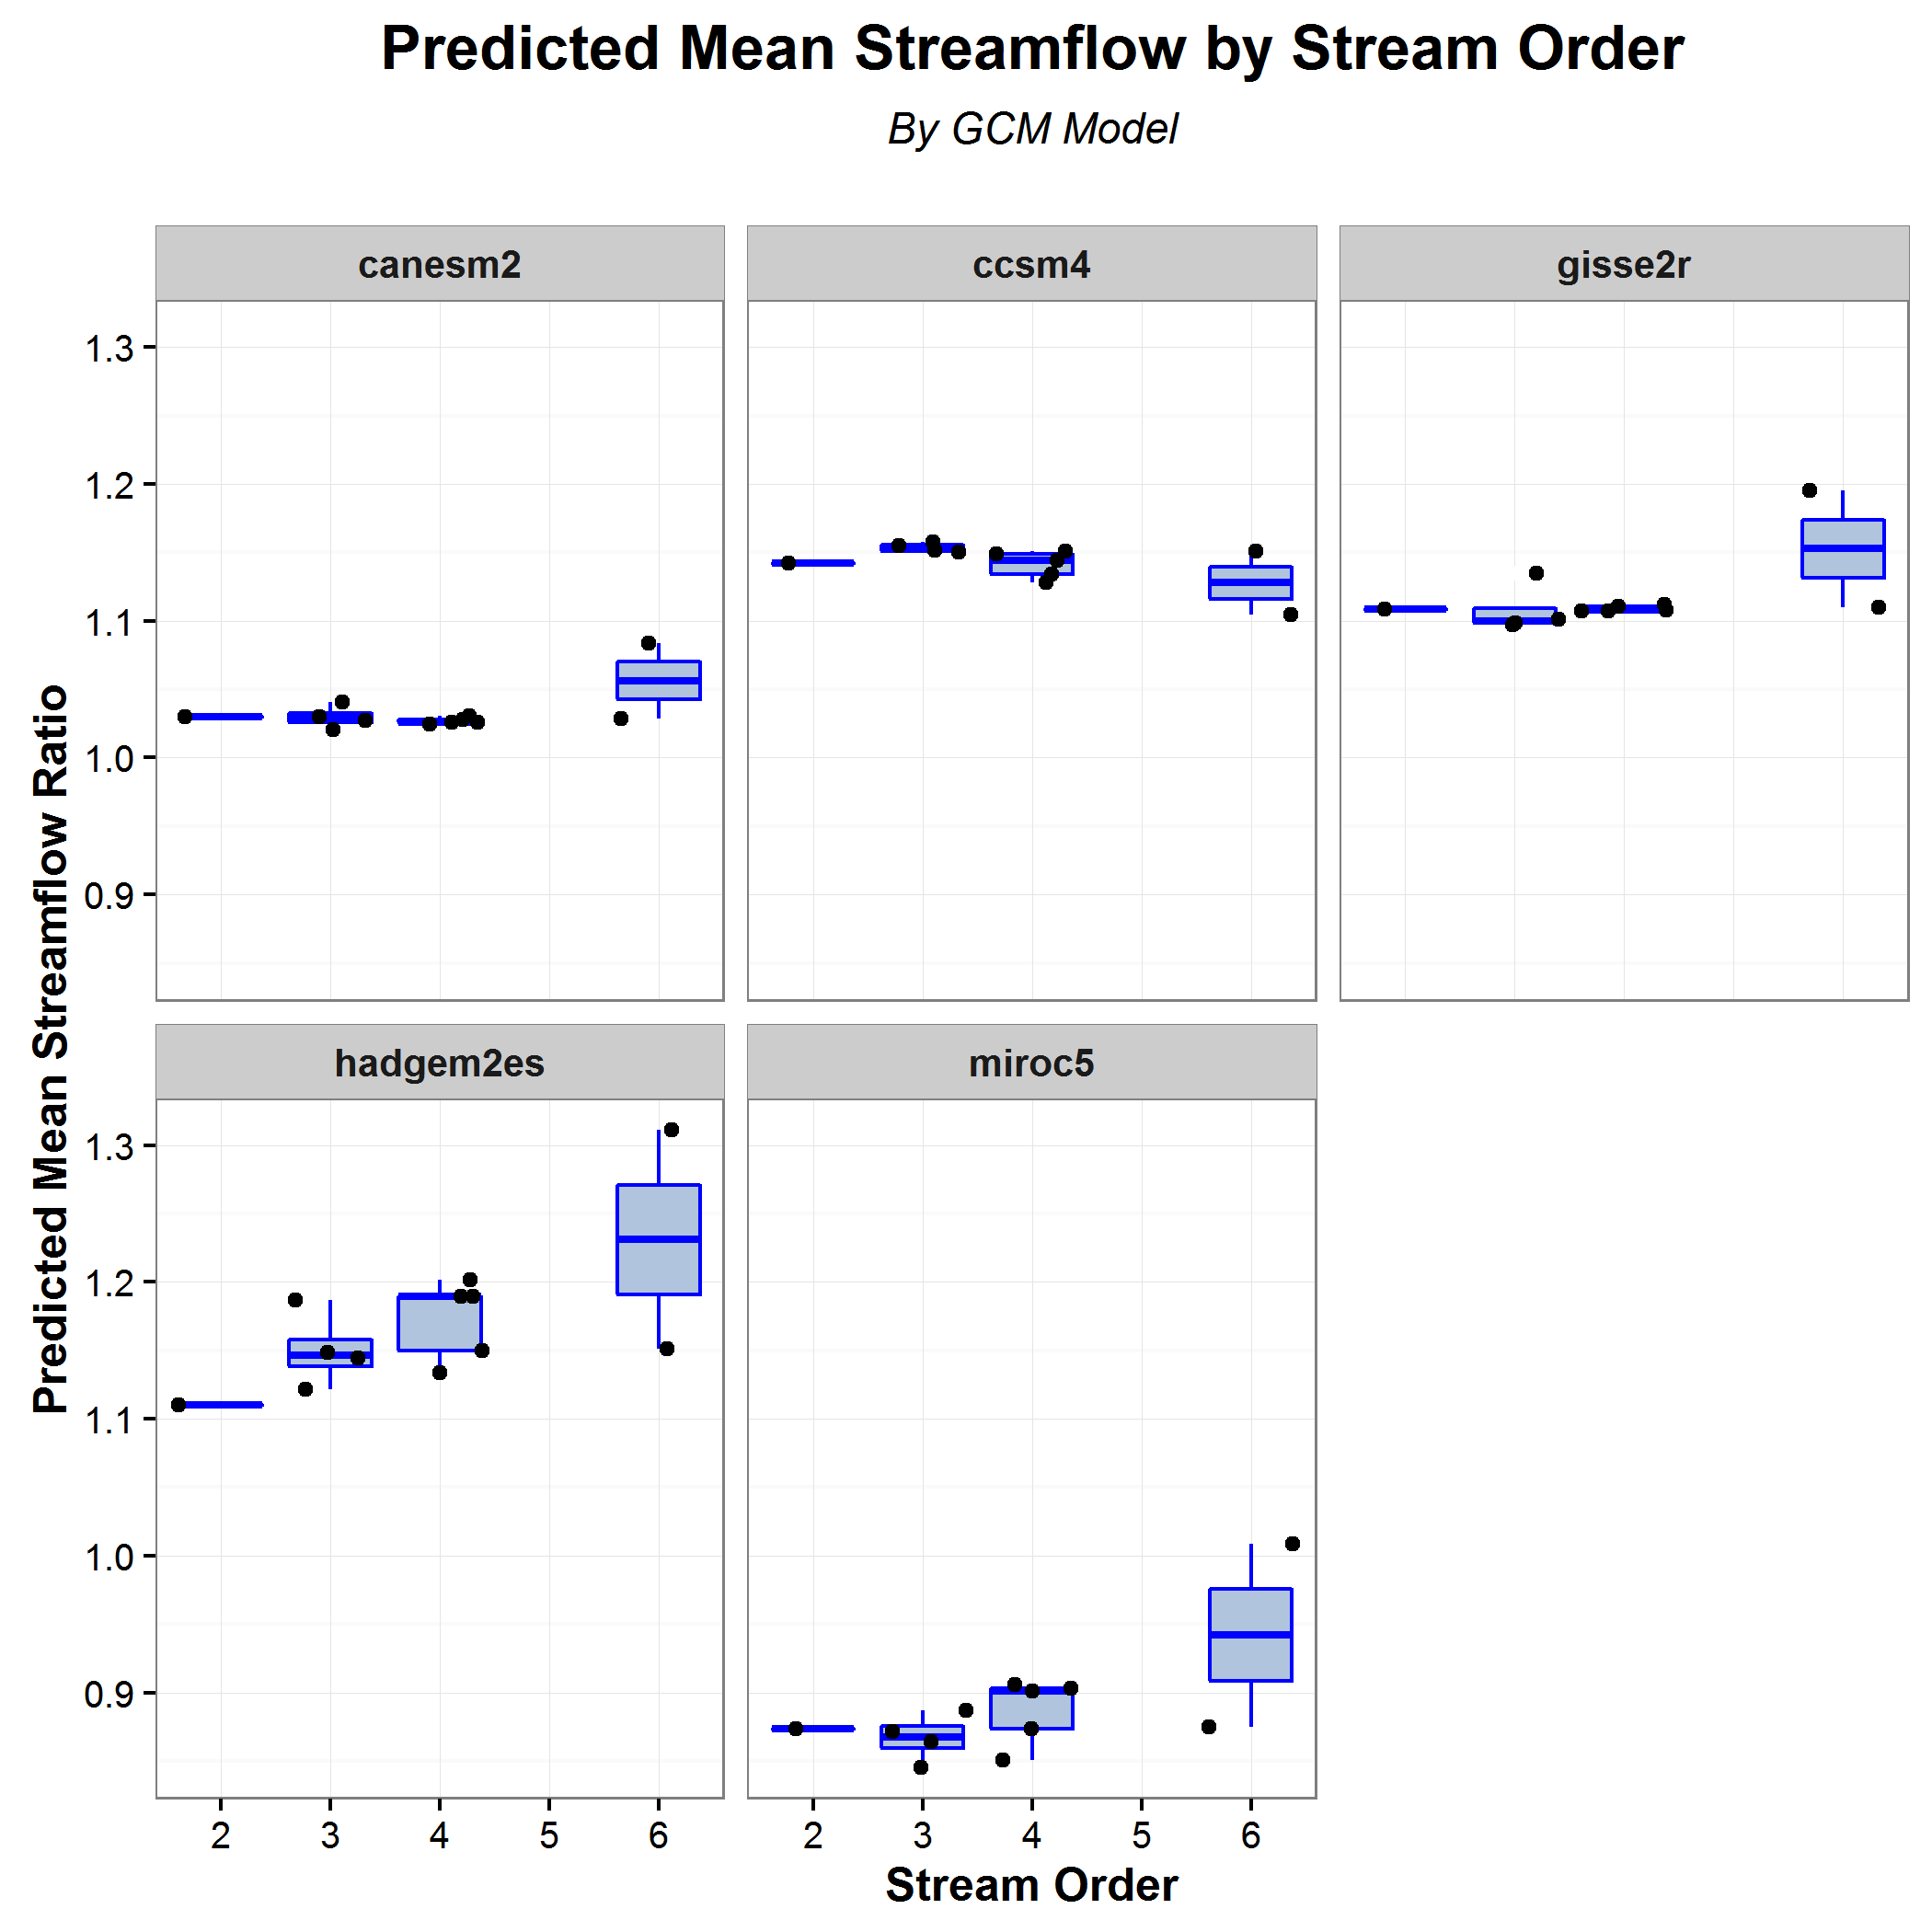 Predicted Mean Streamflow by Stream Order
By GCM Model
canesm2
ccsm4
gisse2r
1.3
1.2
1.1
1.0
0.9
Predicted Mean Streamflow Ratio
hadgem2es
miroc5
1.3
1.2
1.1
1.0
0.9
2 3 4 5 6
2 3 4 5 6
Stream Order